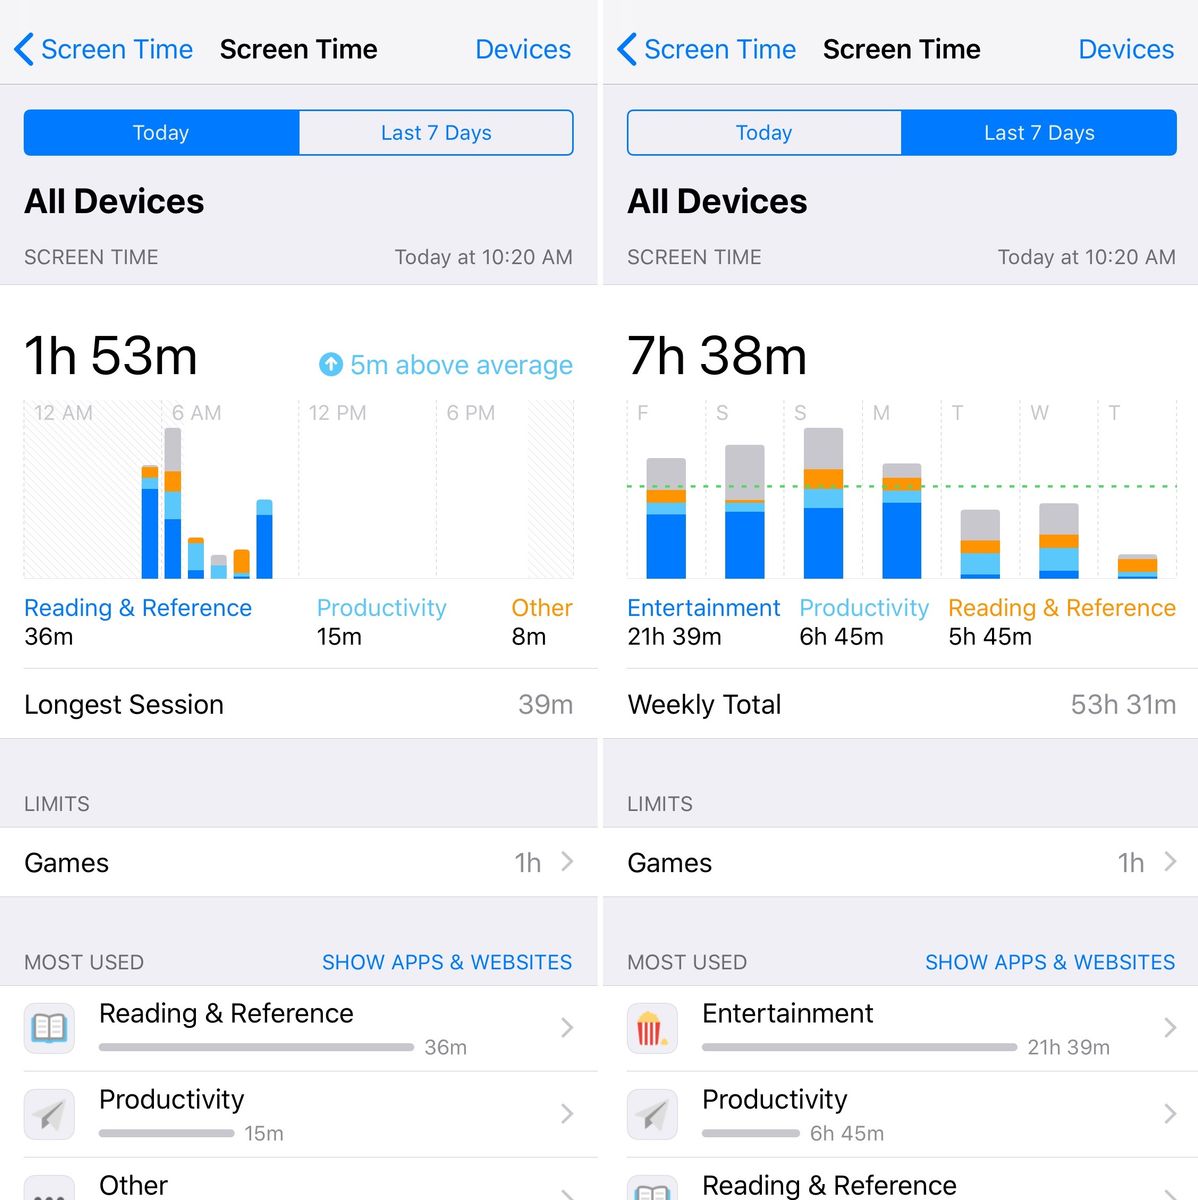 Screen Time
Screen Time
Devices
Today
Last 7 Days
All Devices
SCREEN TIME
Today at 10:20 AM
1h 53m
5m above average
12 AM
6 AM
12 PM
6 PM
Reading & Reference
Productivity
Other
36m
15m
8m
Longest Session
39m
LIMITS
Games
1h
MOST USED
SHOW APPS & WEBSITES
Reading & Reference
36m
Productivity
15m
Other
Screen Time
Screen Time
Devices
Today
Last 7 Days
All Devices
SCREEN TIME
Today at 10:20 AM
7h 38m
F
S
S
M
T
W
T
Entertainment
Productivity
Reading & Reference
21h 39m
6h 45m
5h 45m
Weekly Total
53h 31m
LIMITS
Games
1h
MOST USED
SHOW APPS & WEBSITES
Entertainment
21h 39m
Productivity
6h 45m
Reading & Reference